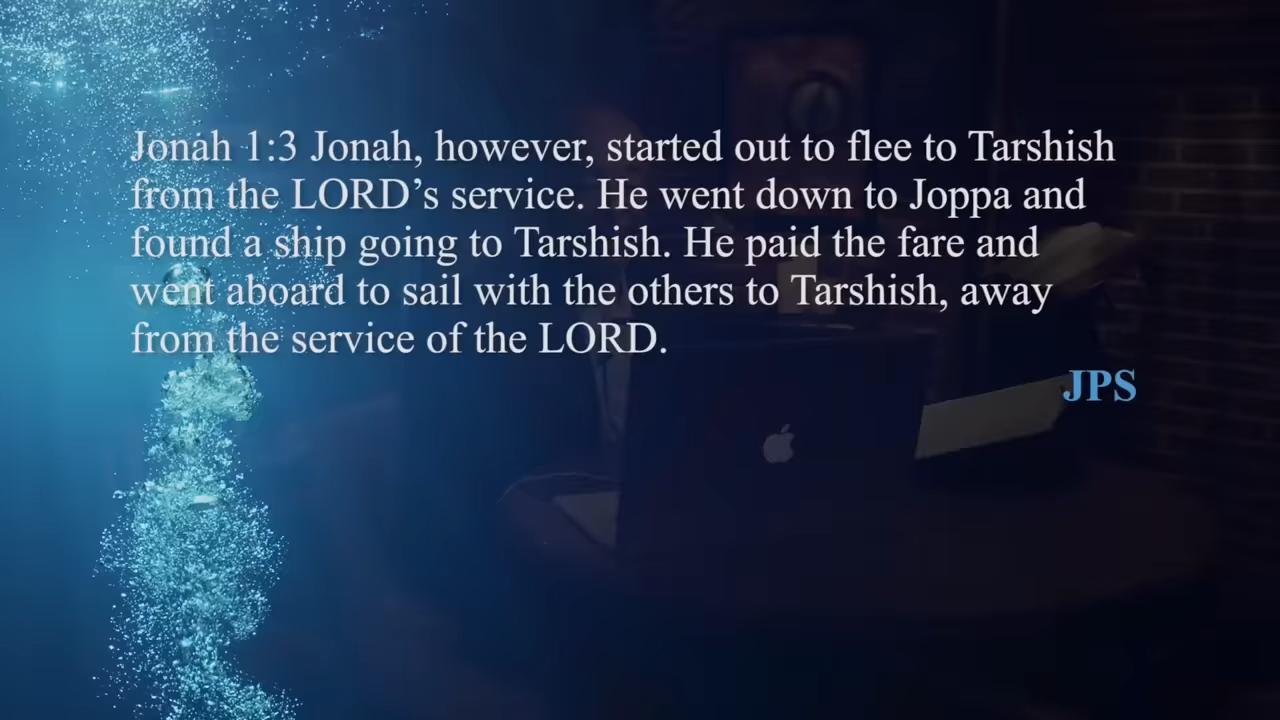 Jonah 1:3 Jonah, however, started out to flee to Tarshish
from the LORD’s service. He went down to Joppa and
found a ship going to Tarshish. He paid the fare and
went aboard to sail with the others to Tarshish, away
from the service of the LORD.
JPS